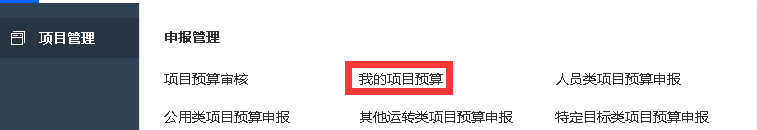 申报管理
项目管理
项目预算审核 我的项目预算 人员类项目预算申报
公用类项目预算申报 其他运转类项目预算申报 特定目标类项目预算申报